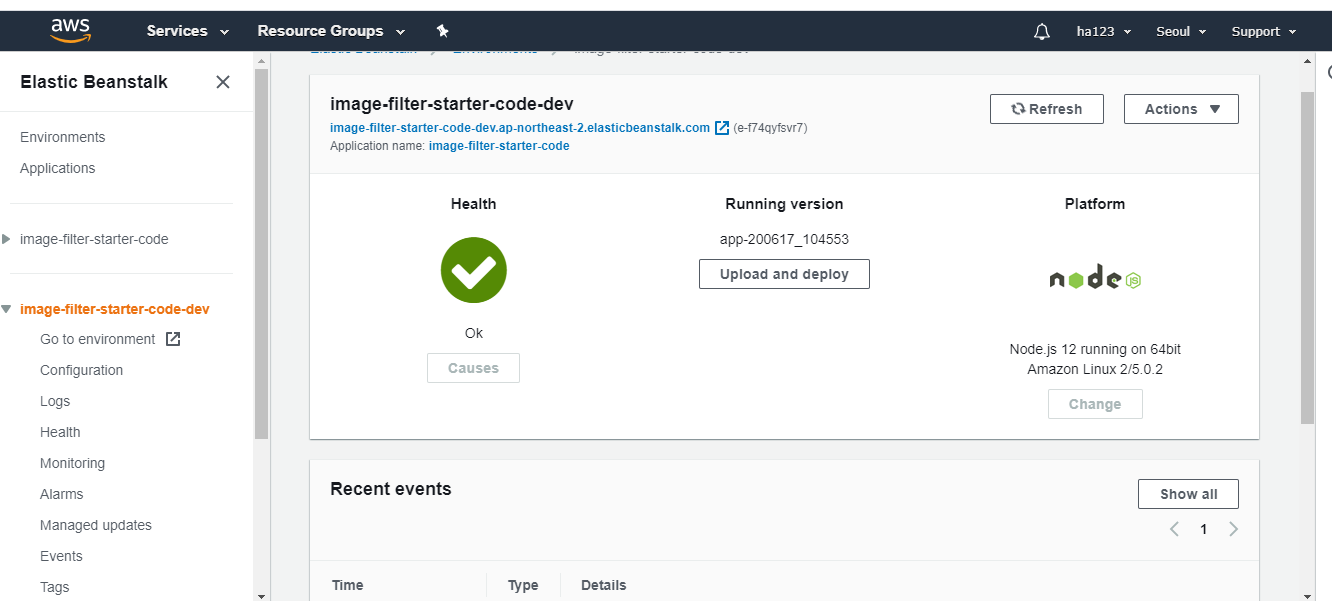 aws Services Resource Groups ha123 Seoul Support
Elastic Beanstalk
Environments
Applications
image-filter-starter-code
image-filter-starter-code-dev
Go to environment
Configuration
Logs
Health
Monitoring
Alarms
Managed updates
Events
Tags
Elastic Beanstalk Environments image-filter-starter-code-dev
image-filter-starter-code-dev
Refresh Actions
image-filter-starter-code-dev.ap-northeast-2.elasticbeanstalk.com (e-f74qyfsvr7)
Application name: image-filter-starter-code
Health
Ok
Causes
Running version
app-200617_104553
Upload and deploy
Platform
node JS
Node.js 12 running on 64bit
Amazon Linux 2/5.0.2
Change
Recent events
Show all
1
Time Type Details